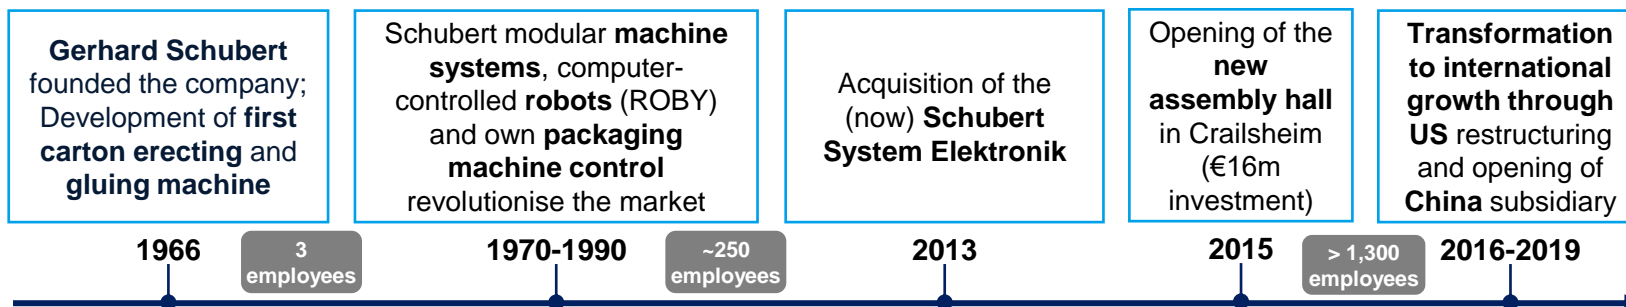 Gerhard Schubert
founded the company;
Development of first
carton erecting and
gluing machine
Schubert modular machine
systems, computer-
controlled robots (ROBY)
and own packaging
machine control
revolutionise the market
Acquisition of the
(now) Schubert
System Elektronik
Opening of the
new
assembly hall
in Crailsheim
(€16m
investment)
Transformation
to international
growth through
US restructuring
and opening of
China subsidiary
1966
3
employees
1970-1990
~250
employees
2013
2015
> 1,300
employees
2016-2019